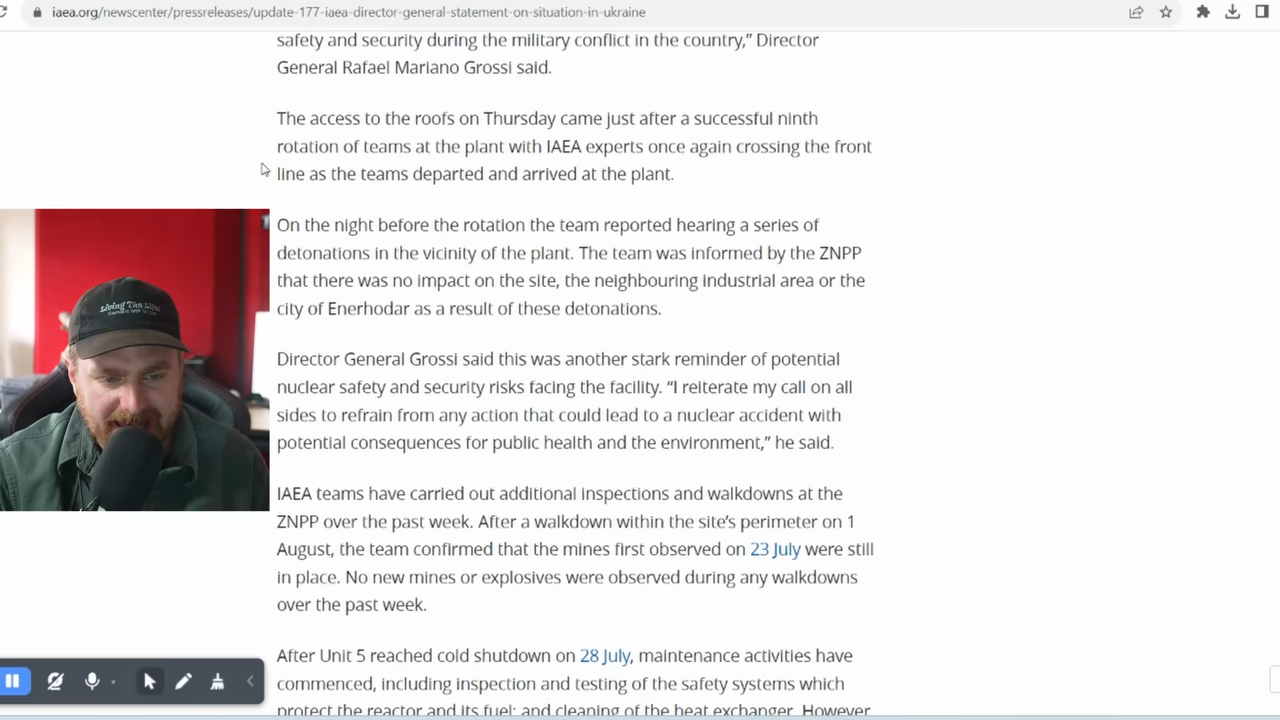 iaea.org/newscenter/pressreleases/update-177-iaea-director-general-statement-on-situation-in-ukraine
safety and security during the military conflict in the country,” Director
General Rafael Mariano Grossi said.
The access to the roofs on Thursday came just after a successful ninth
rotation of teams at the plant with IAEA experts once again crossing the front
line as the teams departed and arrived at the plant.
On the night before the rotation the team reported hearing a series of
detonations in the vicinity of the plant. The team was informed by the ZNPP
that there was no impact on the site, the neighbouring industrial area or the
city of Enerhodar as a result of these detonations.
Director General Grossi said this was another stark reminder of potential
nuclear safety and security risks facing the facility. “I reiterate my call on all
sides to refrain from any action that could lead to a nuclear accident with
potential consequences for public health and the environment,” he said.
IAEA teams have carried out additional inspections and walkdowns at the
ZNPP over the past week. After a walkdown within the site’s perimeter on 1
August, the team confirmed that the mines first observed on 23 July were still
in place. No new mines or explosives were observed during any walkdowns
over the past week.
After Unit 5 reached cold shutdown on 28 July, maintenance activities have
commenced, including inspection and testing of the safety systems which
protect the reactor and its fuel; and cleaning of the heat exchanger. However
Living The Life!